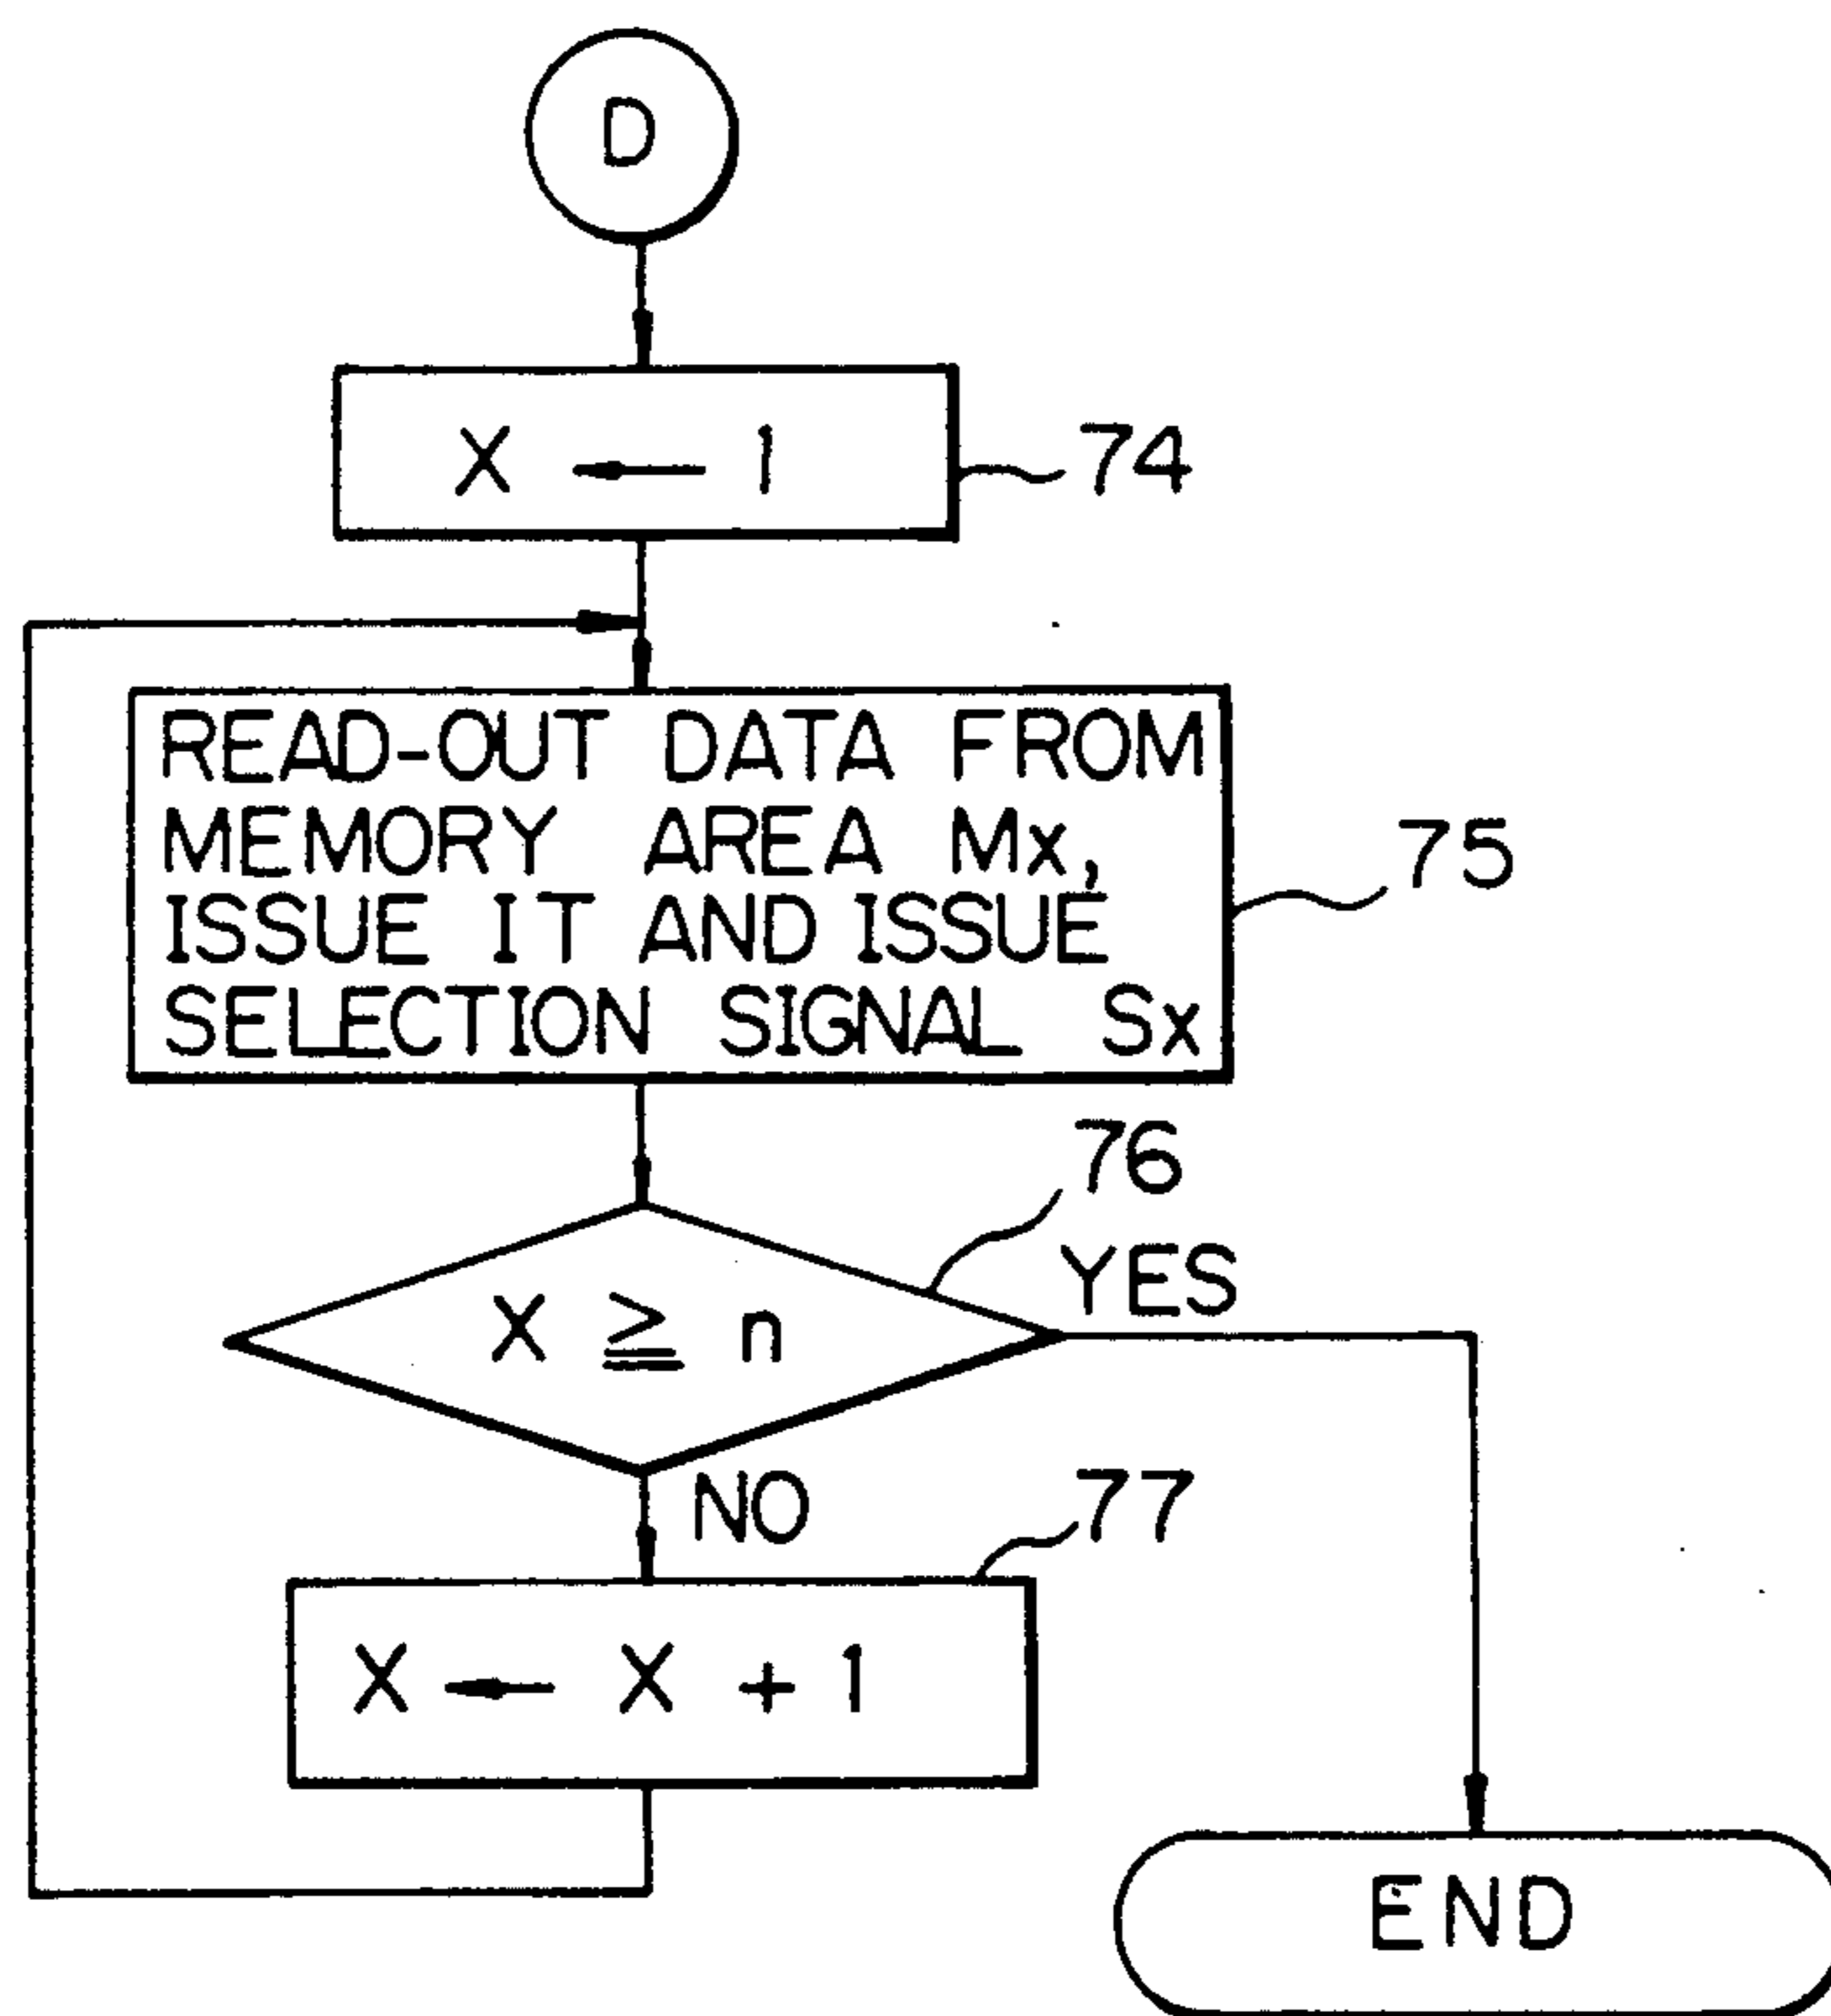 D
X ← 1
74
READ-OUT DATA FROM
MEMORY AREA Mx,
ISSUE IT AND ISSUE
SELECTION SIGNAL Sx
75
76
YES
X ≧ n
NO
77
X ← X + 1
END